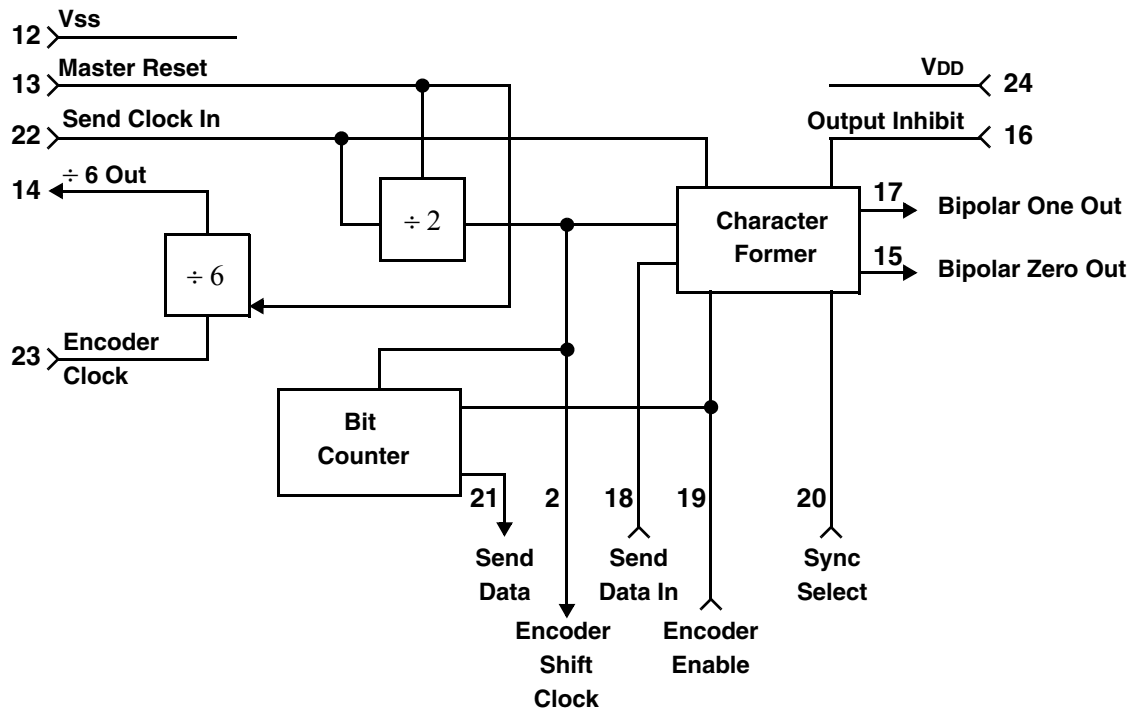 12 Vss
13 Master Reset
22 Send Clock In
14 ÷ 6 Out
÷ 6
23 Encoder
Clock
÷ 2
VDD 24
Output Inhibit 16
Character
Former
17 Bipolar One Out
15 Bipolar Zero Out
Bit
Counter
21
2
18
19
20
Send
Data
Encoder
Shift
Clock
Send
Data In
Encoder
Enable
Sync
Select